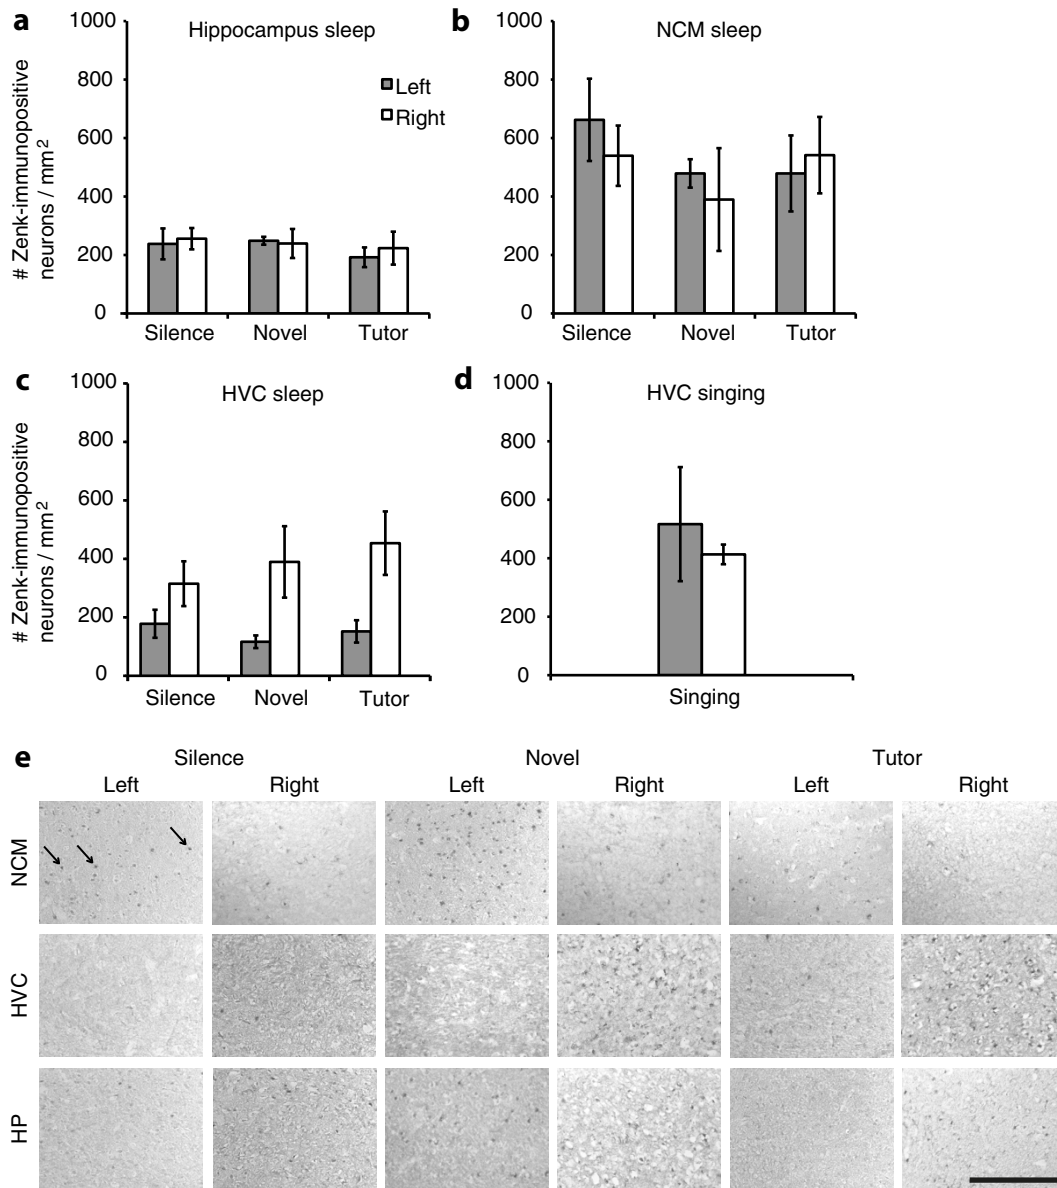 a
Hippocampus sleep
1000
800
600
400
200
0
# Zenk-immunopositive
neurons / mm2
Left
Right
Silence Novel Tutor
b
NCM sleep
1000
800
600
400
200
0
Silence Novel Tutor
c
HVC sleep
1000
800
600
400
200
0
# Zenk-immunopositive
neurons / mm2
Silence Novel Tutor
d
HVC singing
1000
800
600
400
200
0
Singing
e
Silence Novel Tutor
Left Right Left Right Left Right
NCM
HVC
HP